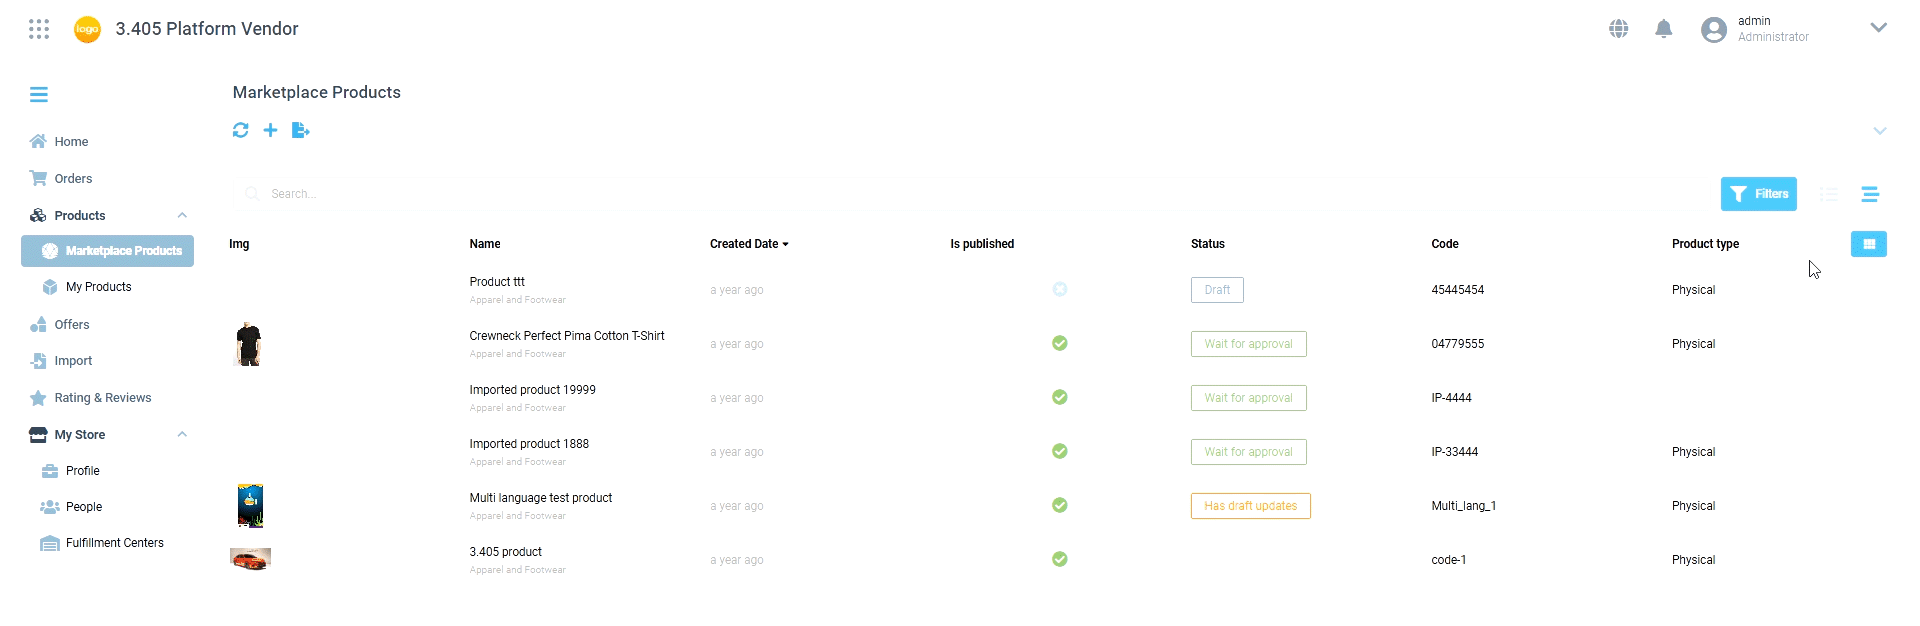 logo
3.405 Platform Vendor
admin
Administrator
Marketplace Products
Home
Orders
Products
Marketplace Products
My Products
Offers
Import
Rating & Reviews
My Store
Profile
People
Fulfillment Centers
Search...
Filters
Img Name Created Date Is published Status Code Product type
Product ttt
Apparel and Footwear
a year ago Draft 45445454 Physical
Crewneck Perfect Pima Cotton T-Shirt
Apparel and Footwear
a year ago Wait for approval 04779555 Physical
Imported product 19999
Apparel and Footwear
a year ago Wait for approval IP-4444
Imported product 1888
Apparel and Footwear
a year ago Wait for approval IP-33444 Physical
Multi language test product
Apparel and Footwear
a year ago Has draft updates Multi_lang_1 Physical
3.405 product
Apparel and Footwear
a year ago code-1 Physical